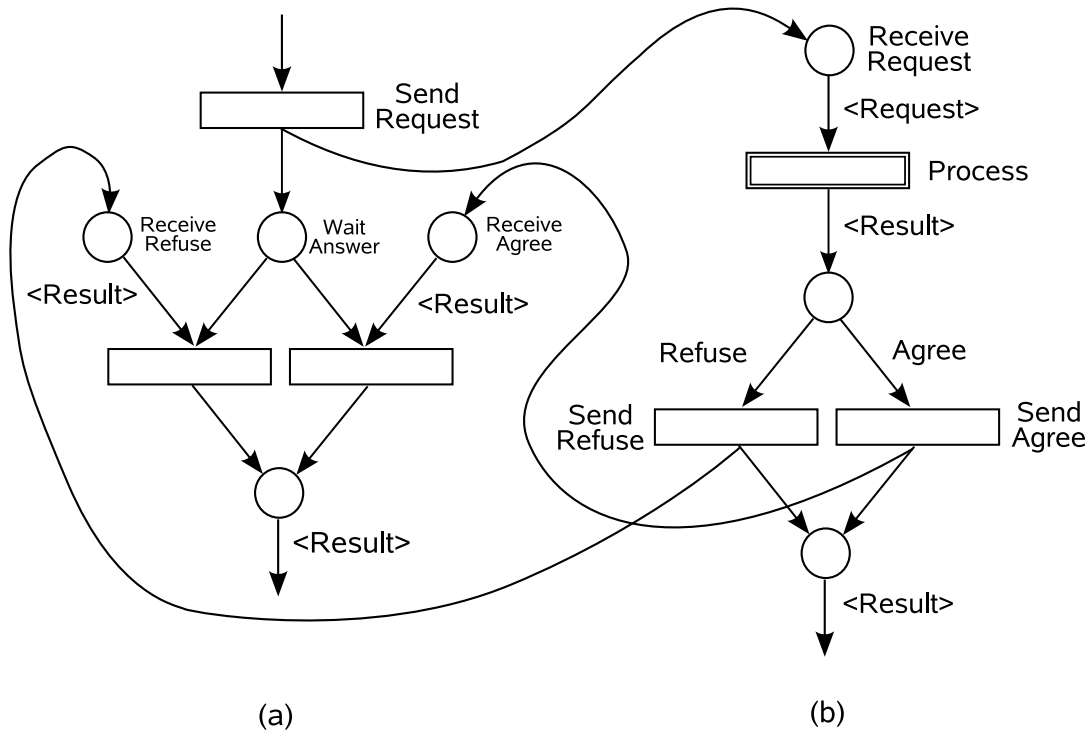 Send
Request
Receive
Refuse
Wait
Answer
Receive
Agree
<Result>
<Result>
<Result>
(a)
Receive
Request
<Request>
Process
<Result>
Refuse
Agree
Send
Refuse
Send
Agree
<Result>
(b)